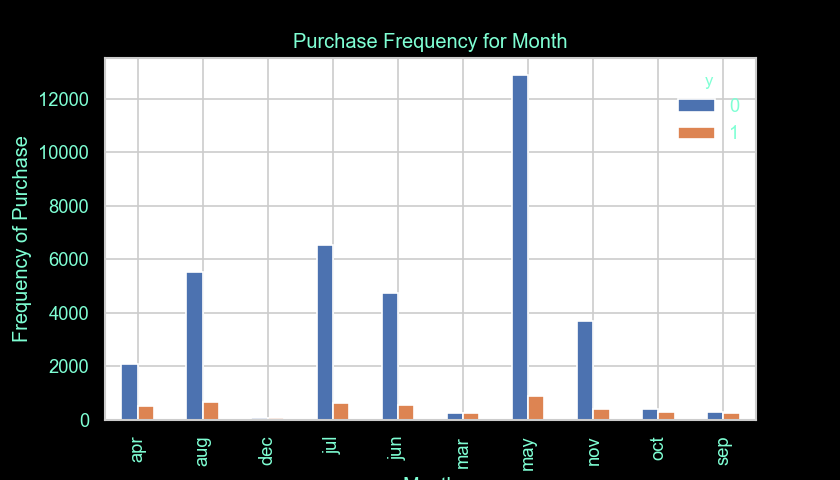 Purchase Frequency for Month
Frequency of Purchase
12000
10000
8000
6000
4000
2000
0
y
0
1
apr
aug
dec
jul
jun
mar
may
nov
oct
sep